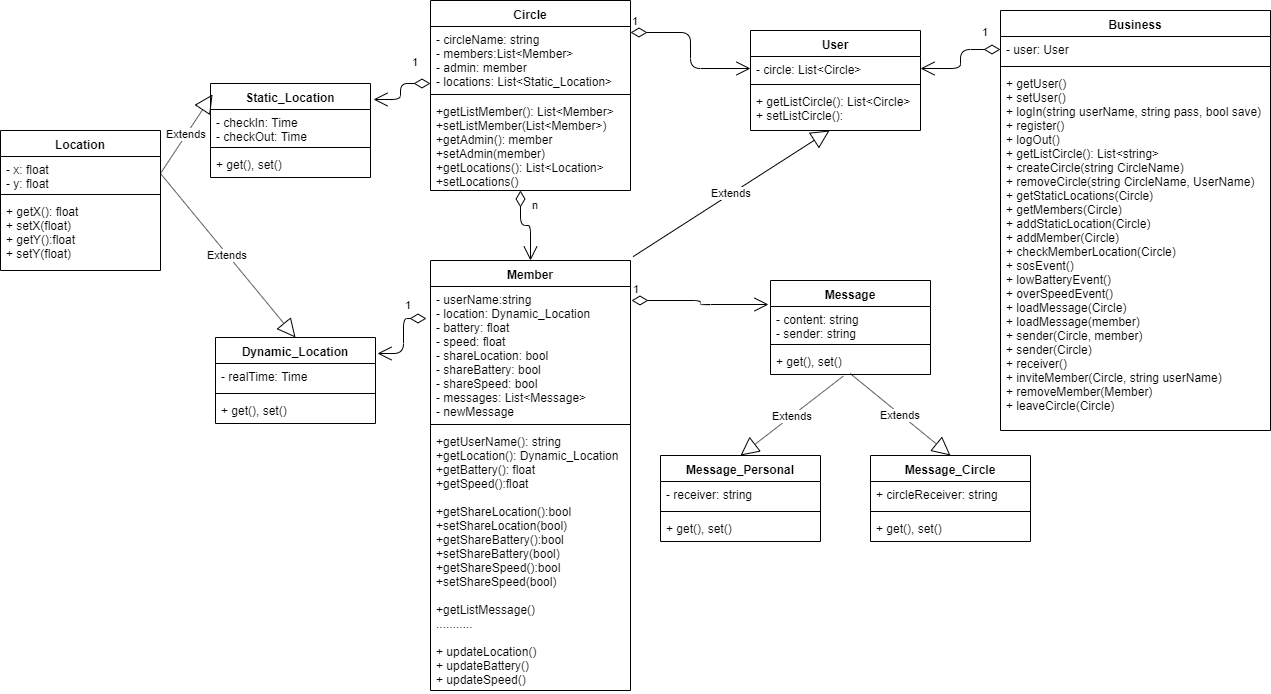 Circle
- circleName: string
- members:List<Member>
- admin: member
- locations: List<Static_Location>
+getListMember(): List<Member>
+setListMember(List<Member>)
+getAdmin(): member
+setAdmin(member)
+getLocations(): List<Location>
+setLocations()
1
1
n
User
- circle: List<Circle>
+ getListCircle(): List<Circle>
+ setListCircle():
1
Business
- user: User
+ getUser()
+ setUser()
+ logIn(string userName, string pass, bool save)
+ register()
+ logOut()
+ getListCircle(): List<string>
+ createCircle(string CircleName)
+ removeCircle(string CircleName, UserName)
+ getStaticLocations(Circle)
+ getMembers(Circle)
+ addStaticLocation(Circle)
+ addMember(Circle)
+ checkMemberLocation(Circle)
+ sosEvent()
+ lowBatteryEvent()
+ overSpeedEvent()
+ loadMessage(Circle)
+ loadMessage(member)
+ sender(Circle, member)
+ sender(Circle)
+ receiver()
+ inviteMember(Circle, string userName)
+ removeMember(Member)
+ leaveCircle(Circle)
Static_Location
- checkIn: Time
- checkOut: Time
+ get(), set()
Extends
Location
- x: float
- y: float
+ getX(): float
+ setX(float)
+ getY():float
+ setY(float)
Extends
Extends
Dynamic_Location
- realTime: Time
+ get(), set()
1
Member
- userName:string
- location: Dynamic_Location
- battery: float
- speed: float
- shareLocation: bool
- shareBattery: bool
- shareSpeed: bool
- messages: List<Message>
- newMessage
+getUserName(): string
+getLocation(): Dynamic_Location
+getBattery(): float
+getSpeed():float
+getShareLocation():bool
+setShareLocation(bool)
+getShareBattery():bool
+setShareBattery(bool)
+getShareSpeed():bool
+setShareSpeed(bool)
+getListMessage()
...........
+ updateLocation()
+ updateBattery()
+ updateSpeed()
1
Message
- content: string
- sender: string
+ get(), set()
Extends
Extends
Message_Personal
- receiver: string
+ get(), set()
Message_Circle
+ circleReceiver: string
+ get(), set()